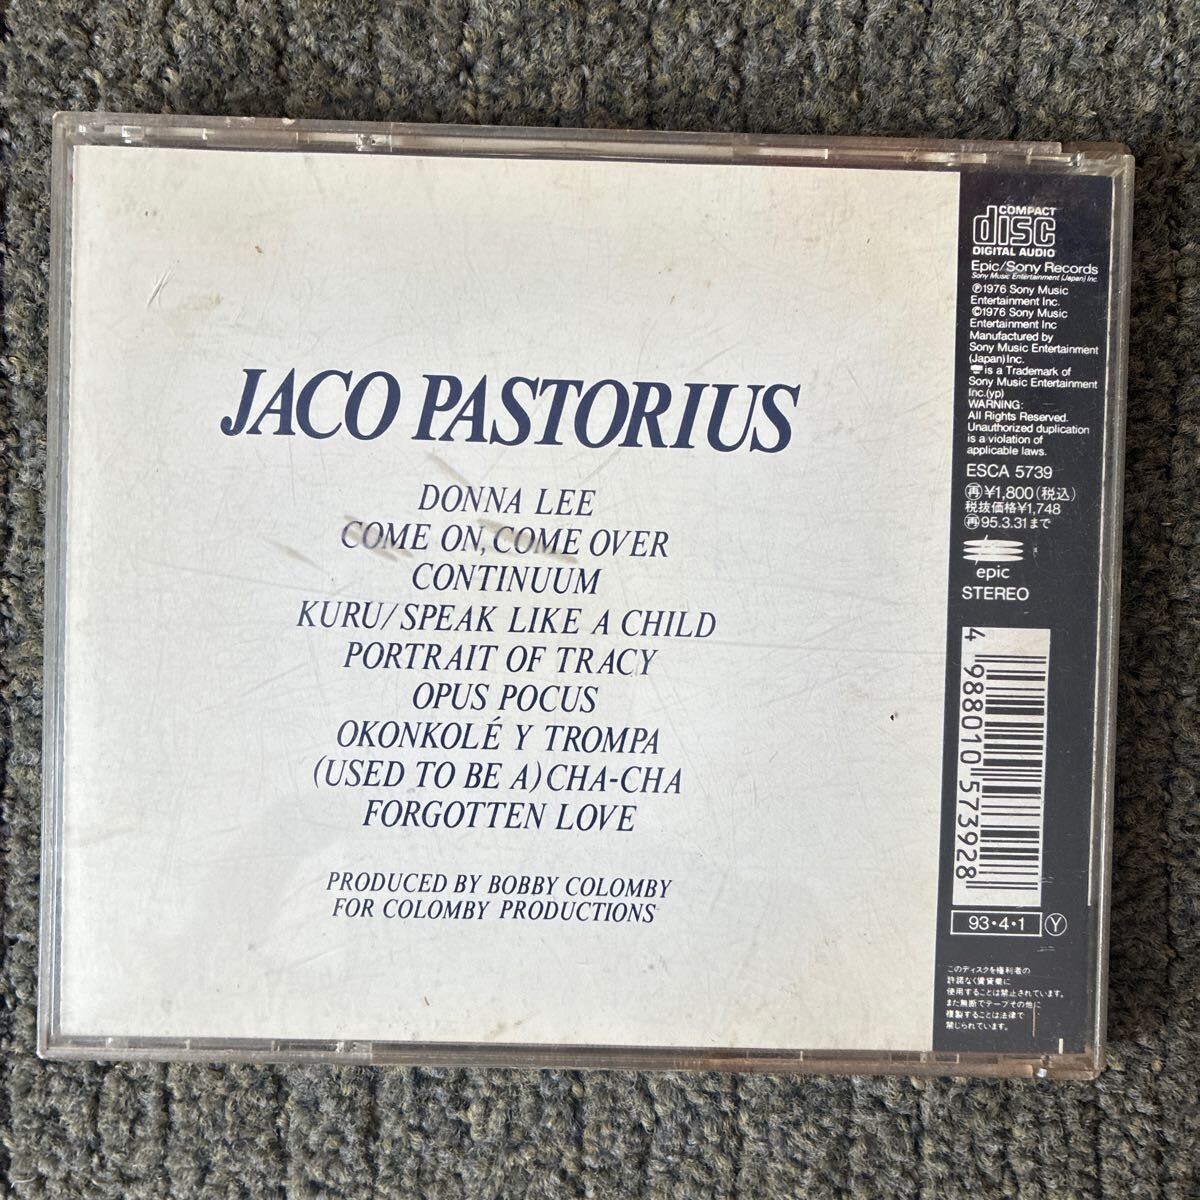 JACO PASTORIUS
DONNA LEE
COME ON, COME OVER
CONTINUUM
KURU/SPEAK LIKE A CHILD
PORTRAIT OF TRACY
OPUS POCUS
OKONKOLÉ Y TROMPA
(USED TO BE A) CHA-CHA
FORGOTTEN LOVE
PRODUCED BY BOBBY COLOMBY
FOR COLOMBY PRODUCTIONS
COMPACT
disc
DIGITAL AUDIO
Epic/Sony Records
Sony Music Entertainment (Japan) Inc.
℗1976 Sony Music
Entertainment Inc.
©1976 Sony Music
Entertainment Inc
Manufactured by
Sony Music Entertainment
(Japan) Inc.
is a Trademark of
Sony Music Entertainment
Inc.(yp)
WARNING:
All Rights Reserved.
Unauthorized duplication
is a violation of
applicable laws.
ESCA 5739
㊢¥1,800(税込)
税抜価格¥1,748
再95.3.31まで
epic
STEREO
4 988010 573928
93・4・1 Ⓨ
このディスクを権利者の
許諾なく賃貸業に
使用することは禁止されています。
また無断でテープその他に
複製することは法律で
禁じられています。